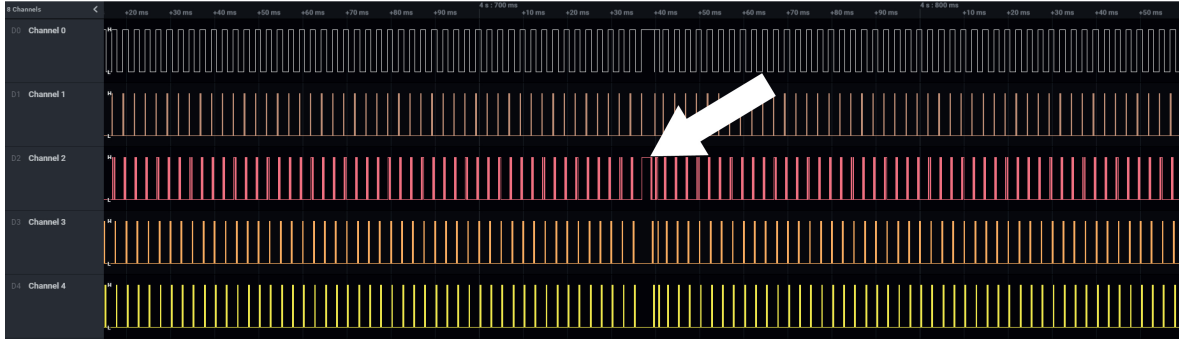 8 Channels <
4 s : 700 ms 4 s : 800 ms
+20 ms +30 ms +40 ms +50 ms +60 ms +70 ms +80 ms +90 ms +10 ms +20 ms +30 ms +40 ms +50 ms +60 ms +70 ms +80 ms +90 ms +10 ms +20 ms +30 ms +40 ms +50 ms
D0 Channel 0 H
L
D1 Channel 1 H
L
D2 Channel 2 H
L
D3 Channel 3 H
L
D4 Channel 4 H
L